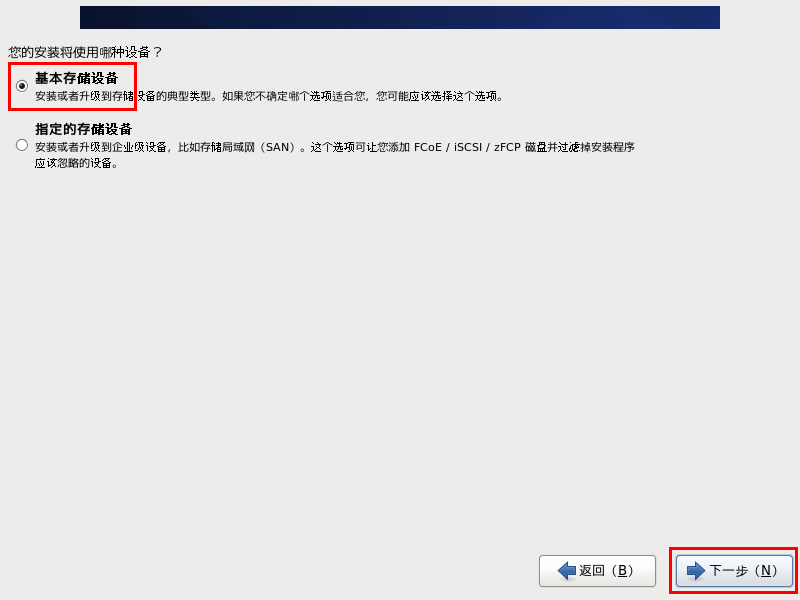 您的安装将使用哪种设备？
基本存储设备
安装或者升级到存储设备的典型类型。如果您不确定哪个选项适合您，您可能应该选择这个选项。
指定的存储设备
安装或者升级到企业级设备，比如存储局域网（SAN）。这个选项可让您添加 FCoE / iSCSI / zFCP 磁盘并过滤掉安装程序
应该忽略的设备。
返回（B） 下一步（N）